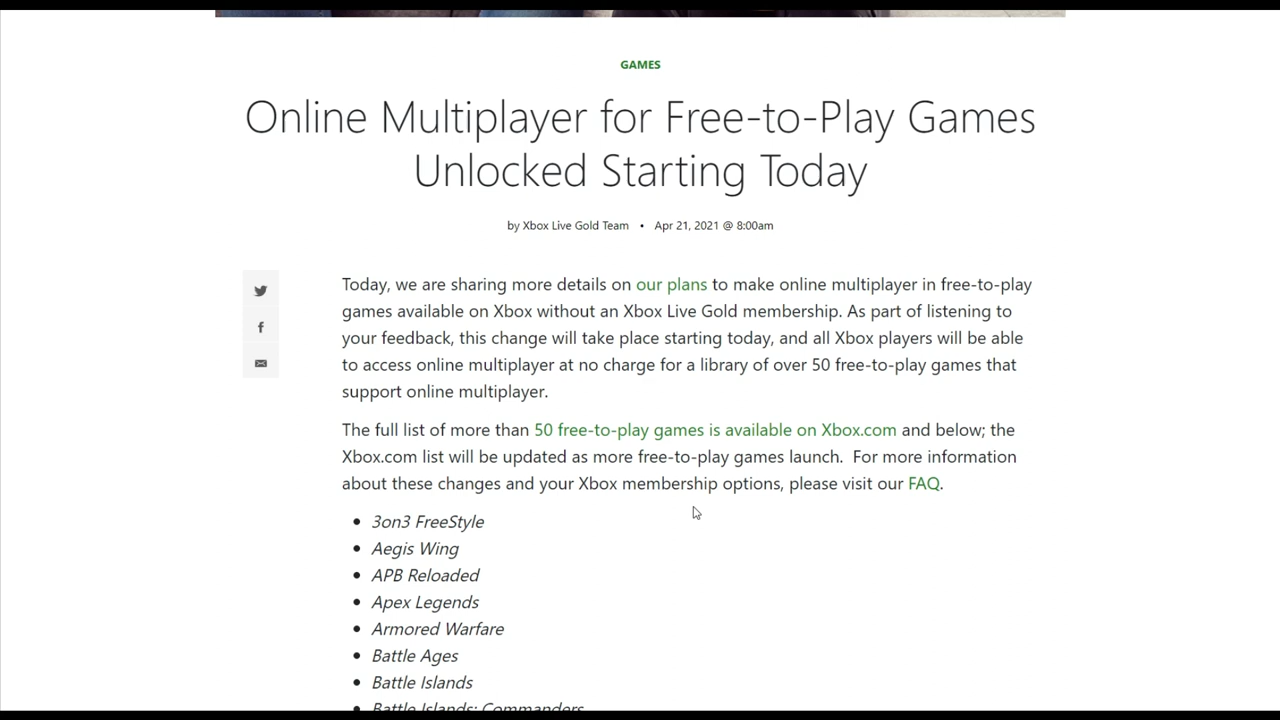 GAMES
Online Multiplayer for Free-to-Play Games
Unlocked Starting Today
by Xbox Live Gold Team • Apr 21, 2021 @ 8:00am
Today, we are sharing more details on our plans to make online multiplayer in free-to-play
games available on Xbox without an Xbox Live Gold membership. As part of listening to
your feedback, this change will take place starting today, and all Xbox players will be able
to access online multiplayer at no charge for a library of over 50 free-to-play games that
support online multiplayer.
The full list of more than 50 free-to-play games is available on Xbox.com and below; the
Xbox.com list will be updated as more free-to-play games launch. For more information
about these changes and your Xbox membership options, please visit our FAQ.
• 3on3 FreeStyle
• Aegis Wing
• APB Reloaded
• Apex Legends
• Armored Warfare
• Battle Ages
• Battle Islands
• Battle Islands: Commanders